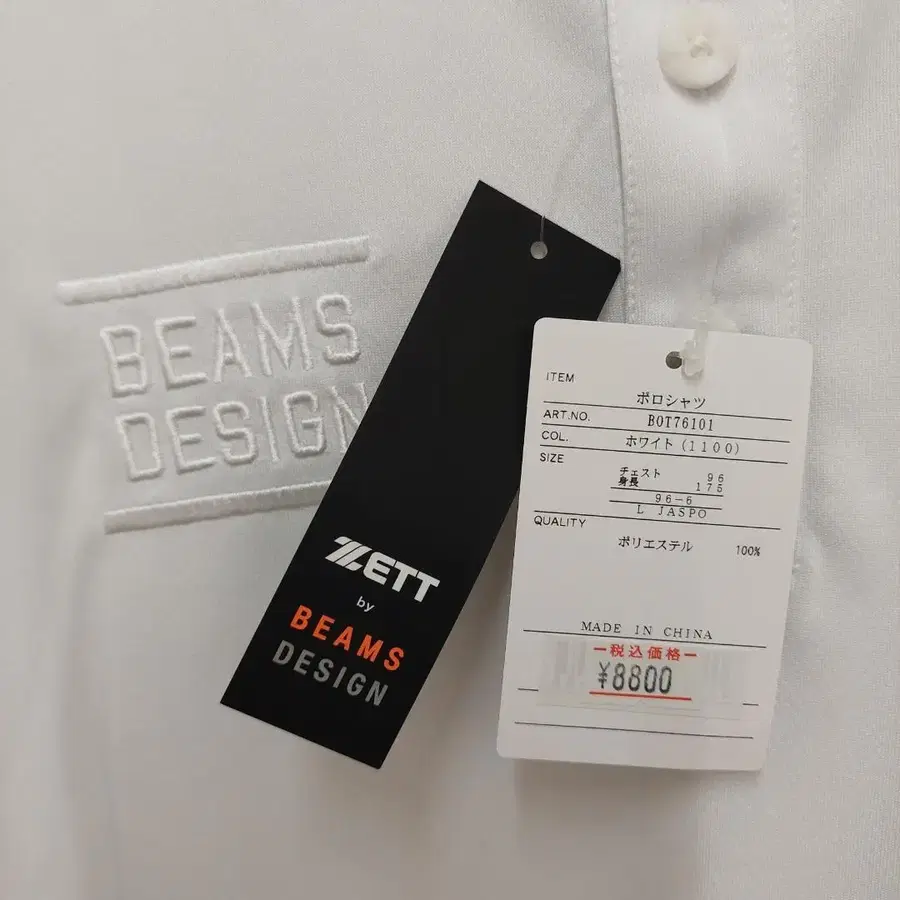 BEAMS
DESIGN
ZETT
by
BEAMS
DESIGN
ITEM
ポロシャツ
ART.NO. BOT76101
COL. ホワイト(1100)
SIZE
チェスト 96
身長 175
96-6
L JASPO
QUALITY
ポリエステル 100%
MADE IN CHINA
ー税込価格ー
¥8800